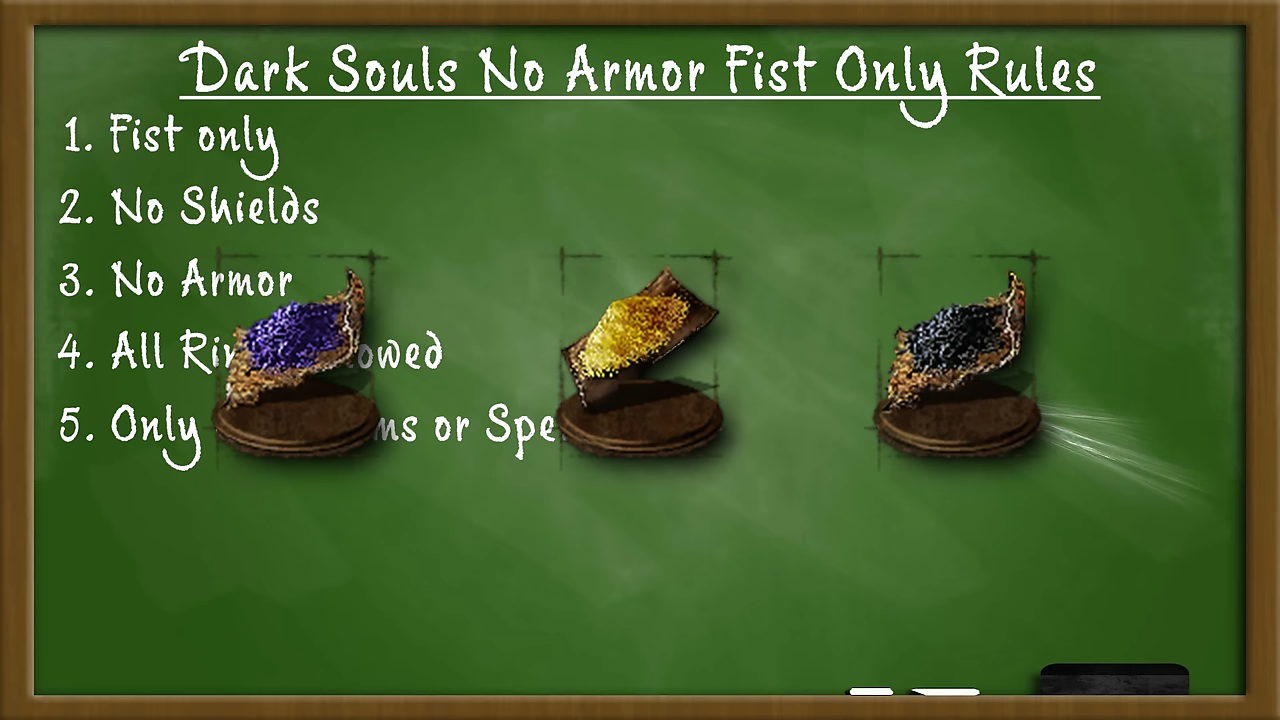 Dark Souls No Armor Fist Only Rules
1. Fist only
2. No Shields
3. No Armor
4. All
5. Only or